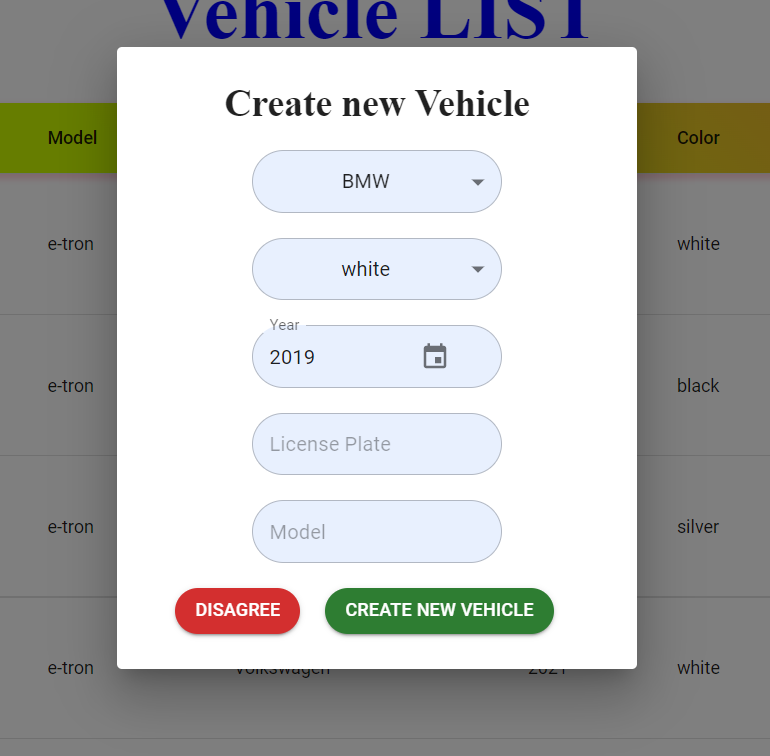 Vehicle LIST
Create new Vehicle
Model
Color
BMW
e-tron
white
white
Year
2019
e-tron
black
License Plate
e-tron
silver
Model
DISAGREE
CREATE NEW VEHICLE
e-tron
Volkswagen
2021
white